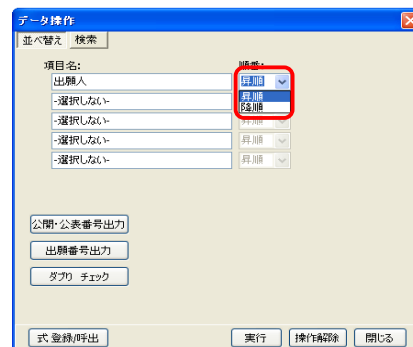 データ操作
並べ替え 検索
項目名: 順番:
出願人 昇順
-選択しない- 昇順
降順
-選択しない- 昇順
-選択しない- 昇順
-選択しない- 昇順
公開・公表番号出力
出願番号出力
ダブリ チェック
式 登録/呼出 実行 操作解除 閉じる